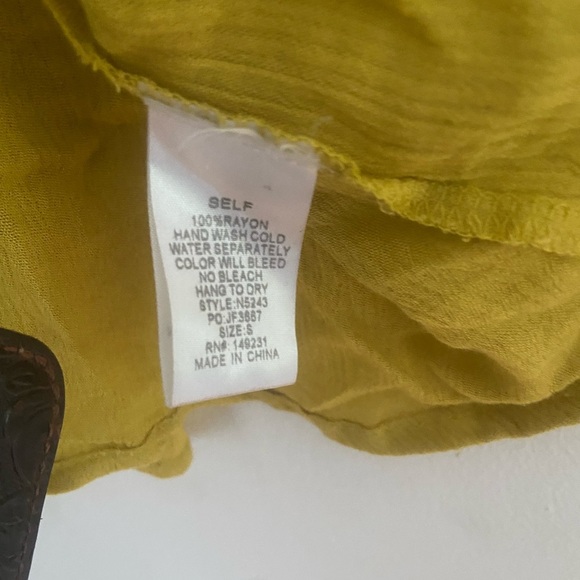 SELF
100%RAYON
HAND WASH COLD
WATER SEPARATELY
COLOR WILL BLEED
NO BLEACH
HANG TO DRY
STYLE:N5243
PO:JF3667
SIZE:S
RN#: 149231
MADE IN CHINA